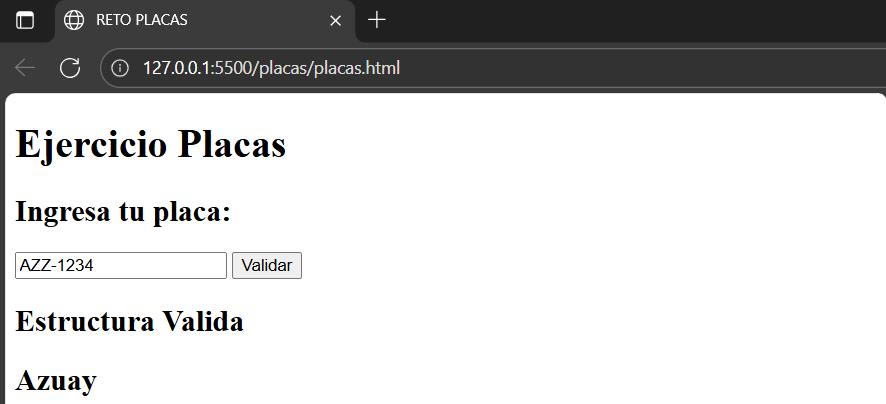 RETO PLACAS
127.0.0.1:5500/placas/placas.html
Ejercicio Placas
Ingresa tu placa:
AZZ-1234 Validar
Estructura Valida
Azuay